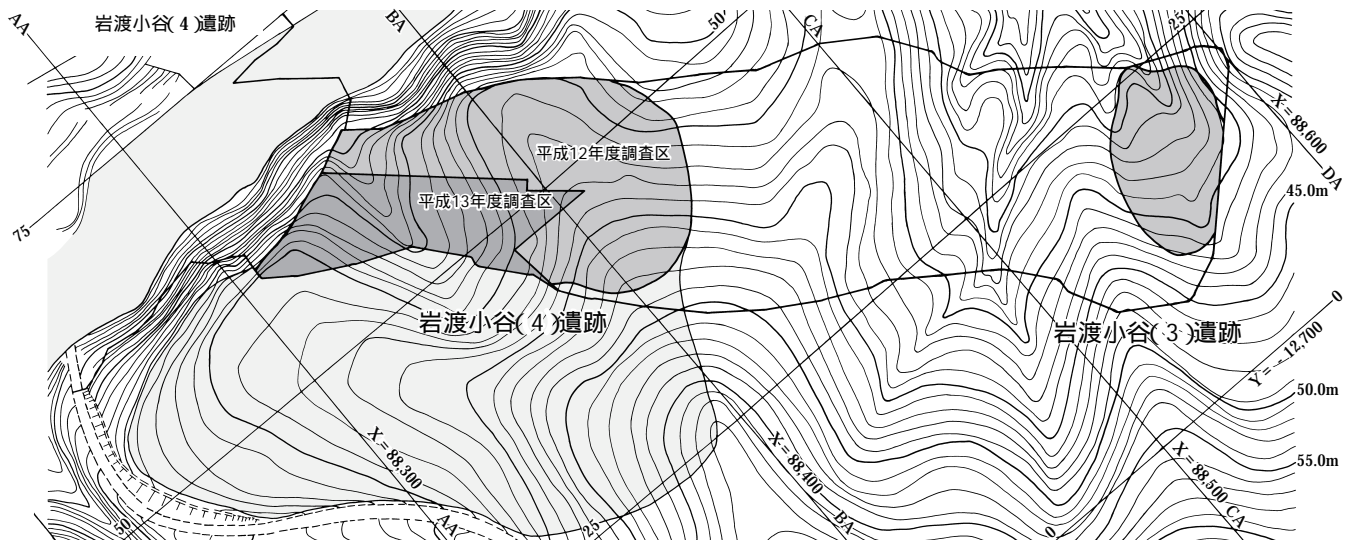 岩渡小谷( 4 )遺跡
AA
BA
50
CA
25
X = 88,600
DA
45.0m
平成12年度調査区
平成13年度調査区
75
岩渡小谷( 4 )遺跡
岩渡小谷( 3 )遺跡
0
Y = －12,700
50.0m
55.0m
X = 88,300
X = 88,400
X = 88,500
CA
50
AA
25
BA
0